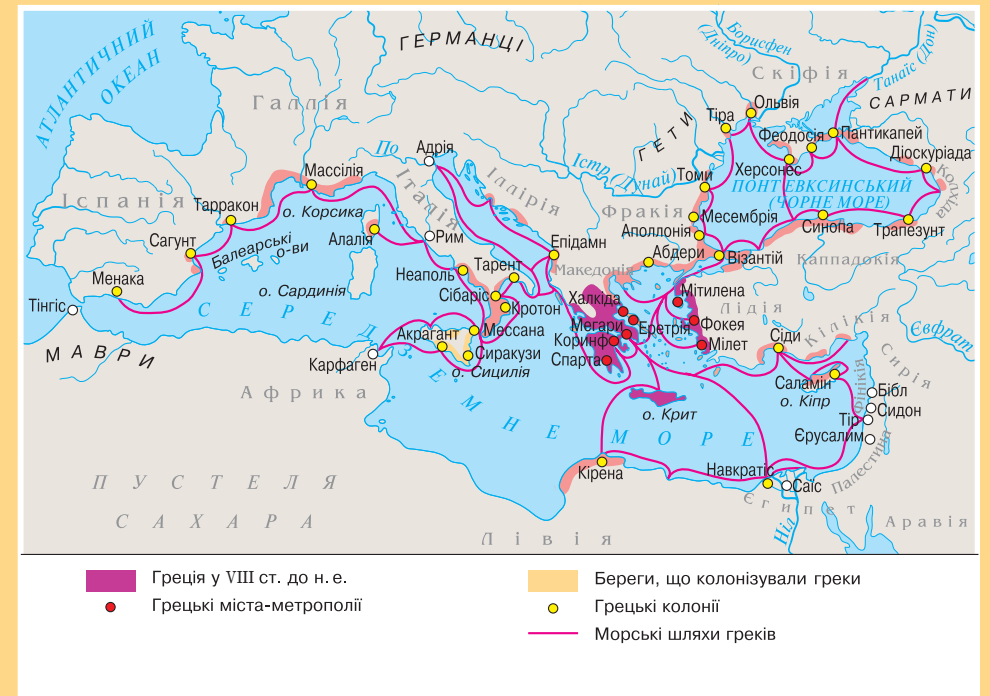 АТЛАНТИЧНИЙ
ОКЕАН
ГЕРМАНЦІ
Борисфен
(Дніпро)
Скіфія
Танаїс (Дон)
САРМАТИ
Галлія
Ольвія
Тіра
ГЕТИ
Феодосія
Пантикапей
Адрія
По
Істр (Дунай)
Херсонес
Діоскуріада
Колхіда
Массілія
Італія
Іллірія
Томи
ПОНТ ЕВКСИНСЬКИЙ
(ЧОРНЕ МОРЕ)
Іспанія
Тарракон
о. Корсика
Фракія
Месембрія
Синопа
Трапезунт
Сагунт
Балеарські
о-ви
Алалія
Рим
Епідамн
Аполлонія
Абдери
Візантій
Каппадокія
Менака
Неаполь
Тарент
Македонія
Тінгіс
о. Сардинія
Сібаріс
Кротон
Халкіда
Мітилена
Лідія
СЕРЕДЗЕМНЕ МОРЕ
Акрагант
Мессана
Мегари
Еретрія
Фокея
Кілікія
Євфрат
МАВРИ
Карфаген
Сиракузи
о. Сицилія
Коринф
Спарта
Мілет
Сіди
Сирія
Африка
Саламін
о. Кіпр
Фінікія
Бібл
Сидон
о. Крит
Тір
Єрусалим
Палестина
ПУСТЕЛЯ
САХАРА
Кірена
Навкратіс
Саїс
Єгипет
Аравія
Лівія
Ніл
Греція у VIII ст. до н. е.
Грецькі міста-метрополії
Береги, що колонізували греки
Грецькі колонії
Морські шляхи греків